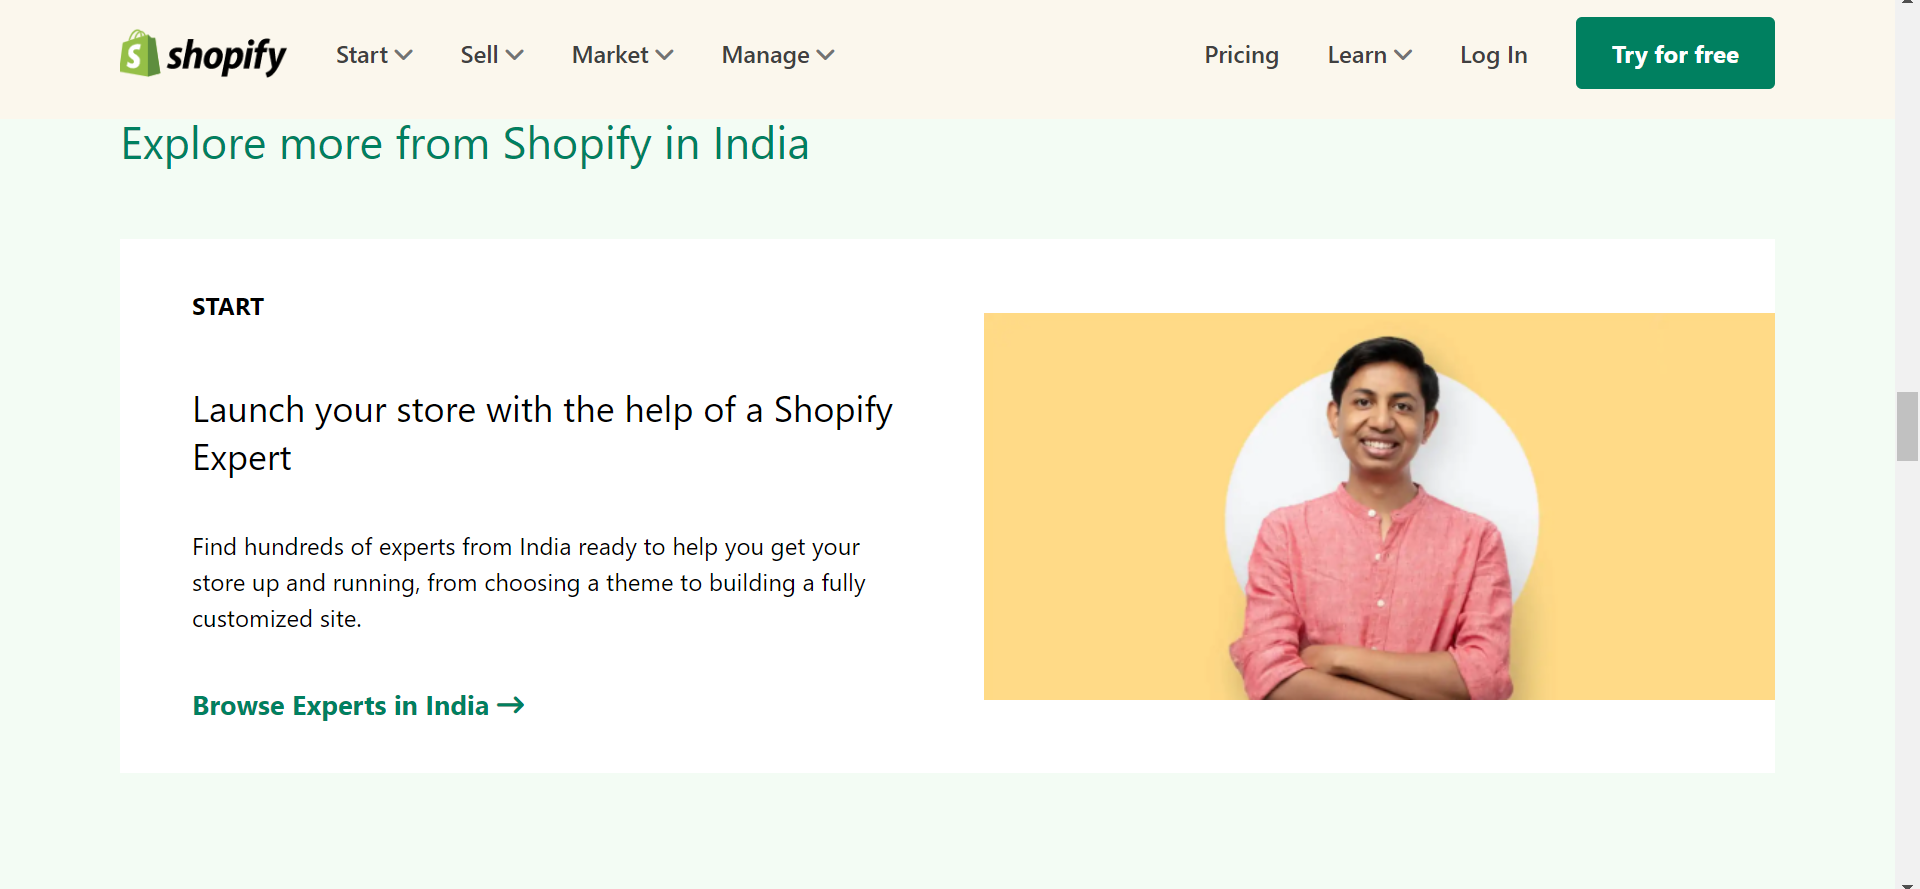 shopify
Start
Sell
Market
Manage
Pricing
Learn
Log In
Try for free
Explore more from Shopify in India
START
Launch your store with the help of a Shopify
Expert
Find hundreds of experts from India ready to help you get your
store up and running, from choosing a theme to building a fully
customized site.
Browse Experts in India →